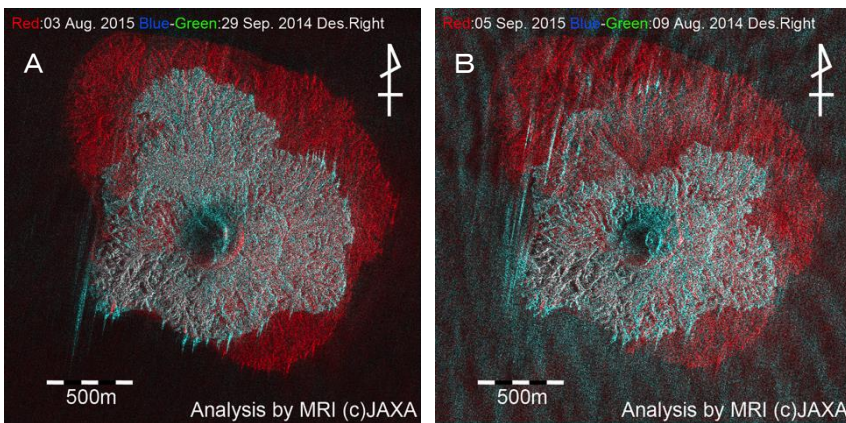 Red:03 Aug. 2015 Blue-Green:29 Sep. 2014 Des.Right
A
500m
Analysis by MRI (c)JAXA
Red:05 Sep. 2015 Blue-Green:09 Aug. 2014 Des.Right
B
500m
Analysis by MRI (c)JAXA